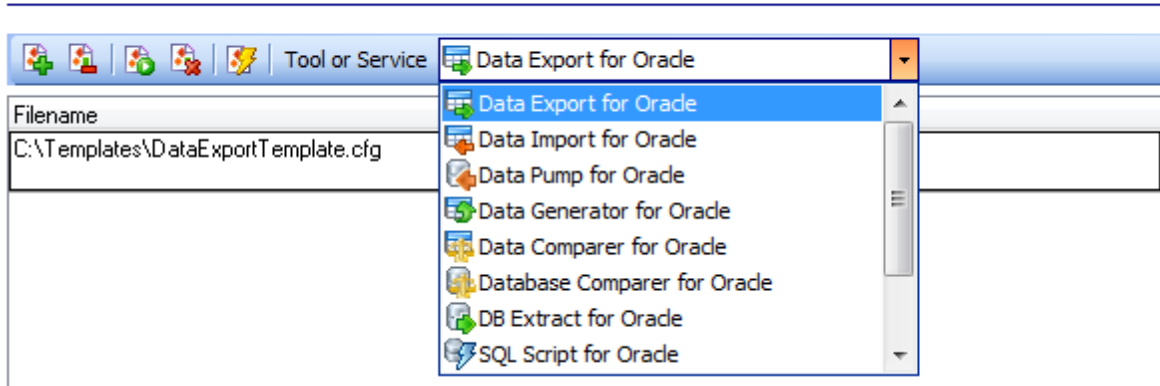 Tool or Service Data Export for Oracle
Filename
C:\Templates\DataExportTemplate.cfg
Data Export for Oracle
Data Import for Oracle
Data Pump for Oracle
Data Generator for Oracle
Data Comparer for Oracle
Database Comparer for Oracle
DB Extract for Oracle
SQL Script for Oracle